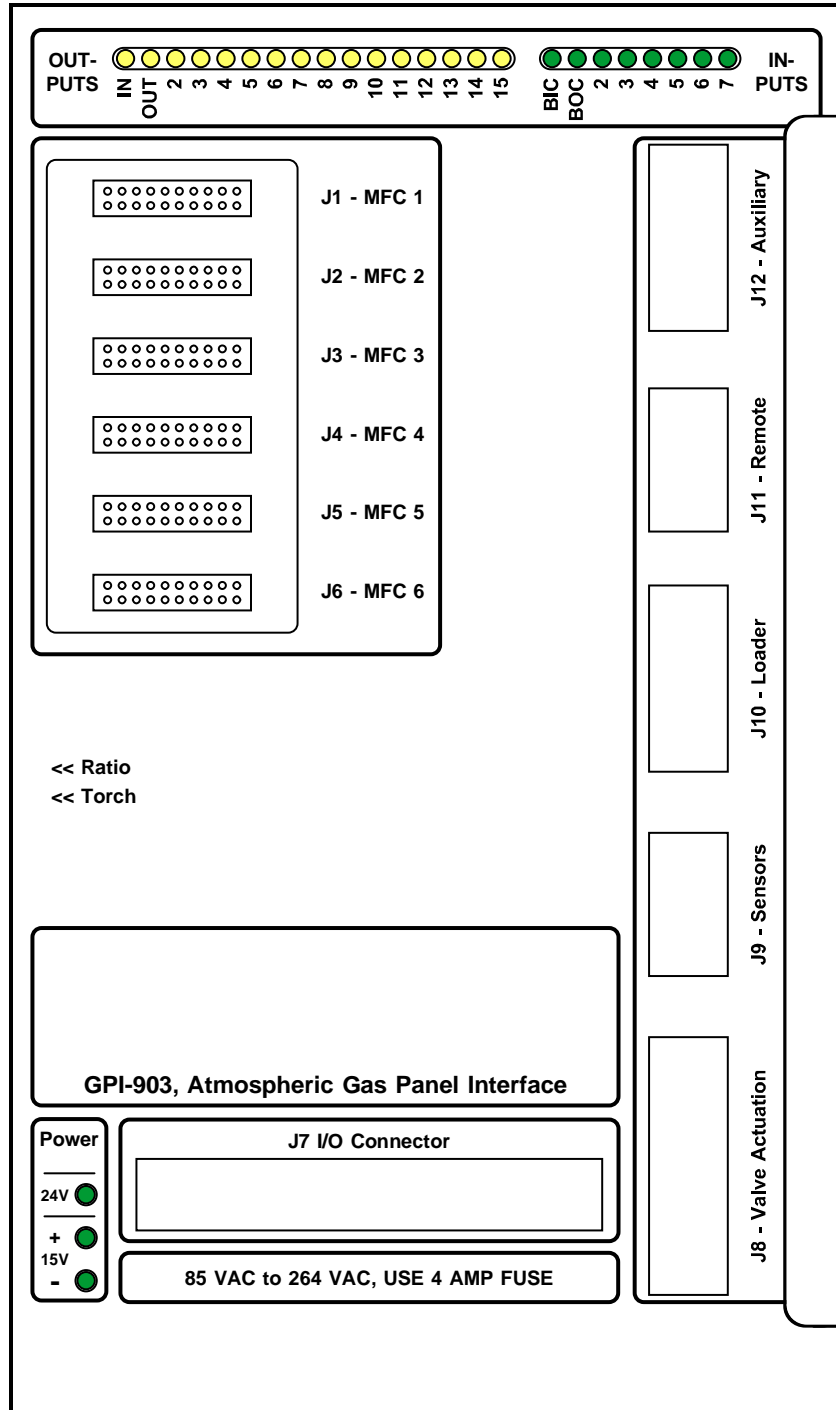 OUT-
PUTS
IN
OUT
2
3
4
5
6
7
8
9
10
11
12
13
14
15
BIC
BOC
2
3
4
5
6
7
IN-
PUTS
J1 - MFC 1
J2 - MFC 2
J3 - MFC 3
J4 - MFC 4
J5 - MFC 5
J6 - MFC 6
J12 - Auxiliary
J11 - Remote
J10 - Loader
J9 - Sensors
J8 - Valve Actuation
<< Ratio
<< Torch
GPI-903, Atmospheric Gas Panel Interface
Power
24V
+
15V
-
J7 I/O Connector
85 VAC to 264 VAC, USE 4 AMP FUSE